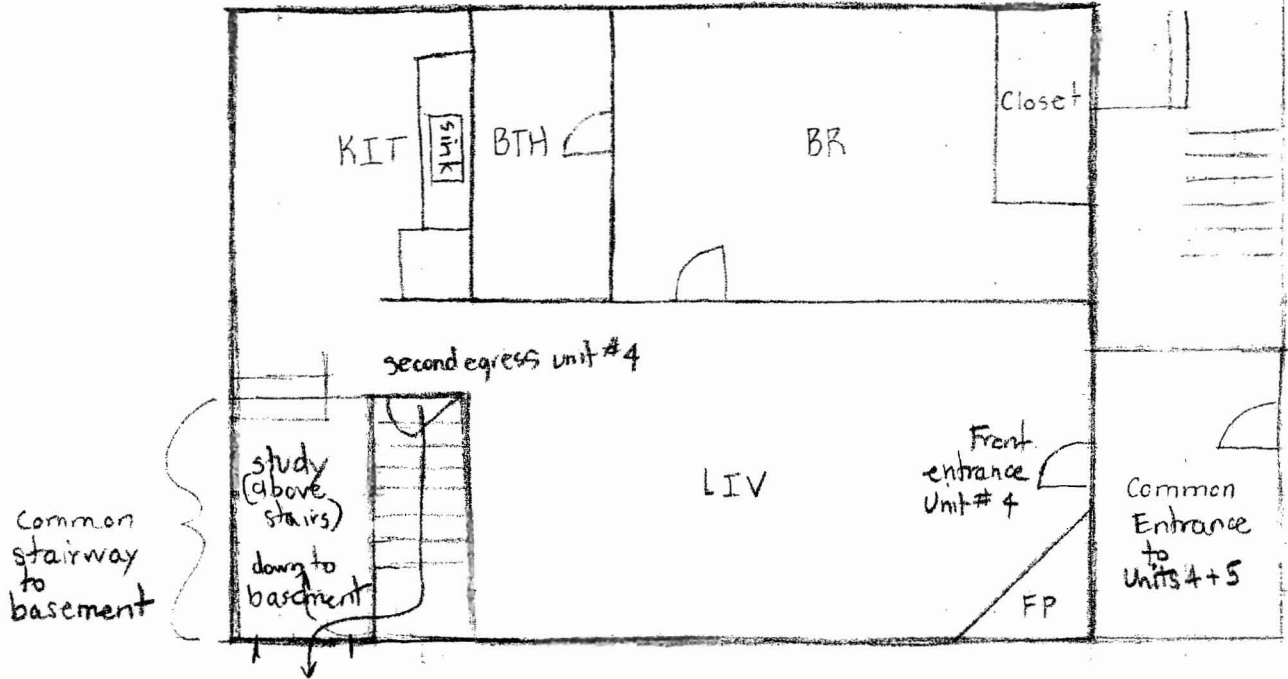 Closet
KIT
sink
BTH
BR
second egress unit #4
study
(above
stairs)
down to
basement
Common
stairway
to
basement
LIV
Front
entrance
Unit # 4
FP
Common
Entrance
to
Units 4+5